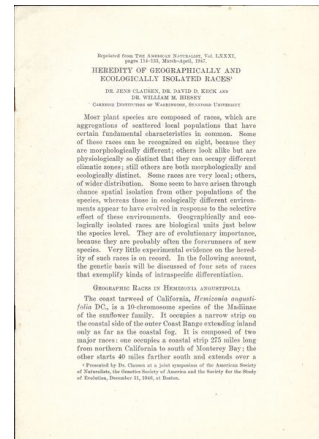 Reprinted from THE AMERICAN NATURALIST, Vol. LXXXI,
pages 114–133, March–April, 1947.
HEREDITY OF GEOGRAPHICALLY AND
ECOLOGICALLY ISOLATED RACES¹
DR. JENS CLAUSEN, DR. DAVID D. KECK AND
DR. WILLIAM M. HIESEY
CARNEGIE INSTITUTION OF WASHINGTON, STANFORD UNIVERSITY
MOST plant species are composed of races, which are
aggregations of scattered local populations that have
certain fundamental characteristics in common. Some
of these races can be recognized on sight, because they
are morphologically different; others look alike but are
physiologically so distinct that they can occupy different
climatic zones; still others are both morphologically and
ecologically distinct. Some races are very local; others,
of wider distribution. Some seem to have arisen through
chance spatial isolation from other populations of the
species, whereas those in ecologically different environ-
ments appear to have evolved in response to the selective
effect of these environments. Geographically and eco-
logically isolated races are biological units just below
the species level. They are of evolutionary importance,
because they are probably often the forerunners of new
species. Very little experimental evidence on the hered-
ity of such races is on record. In the following account,
the genetic basis will be discussed of four sets of races
that exemplify kinds of intraspecific differentiation.
GEOGRAPHIC RACES IN HEMIZONIA ANGUSTIFOLIA
The coast tarweed of California, Hemizonia angusti-
folia DC., is a 10-chromosome species of the Madiinae
of the sunflower family. It occupies a narrow strip on
the coastal side of the outer Coast Range extending inland
only as far as the coastal fog. It is composed of two
major races: one occupies a coastal strip 275 miles long
from northern California to south of Monterey Bay; the
other starts 40 miles farther south and extends over a
¹ Presented by Dr. Clausen at a joint symposium of the American Society
of Naturalists, the Genetics Society of America and the Society for the Study
of Evolution, December 31, 1946, at Boston.